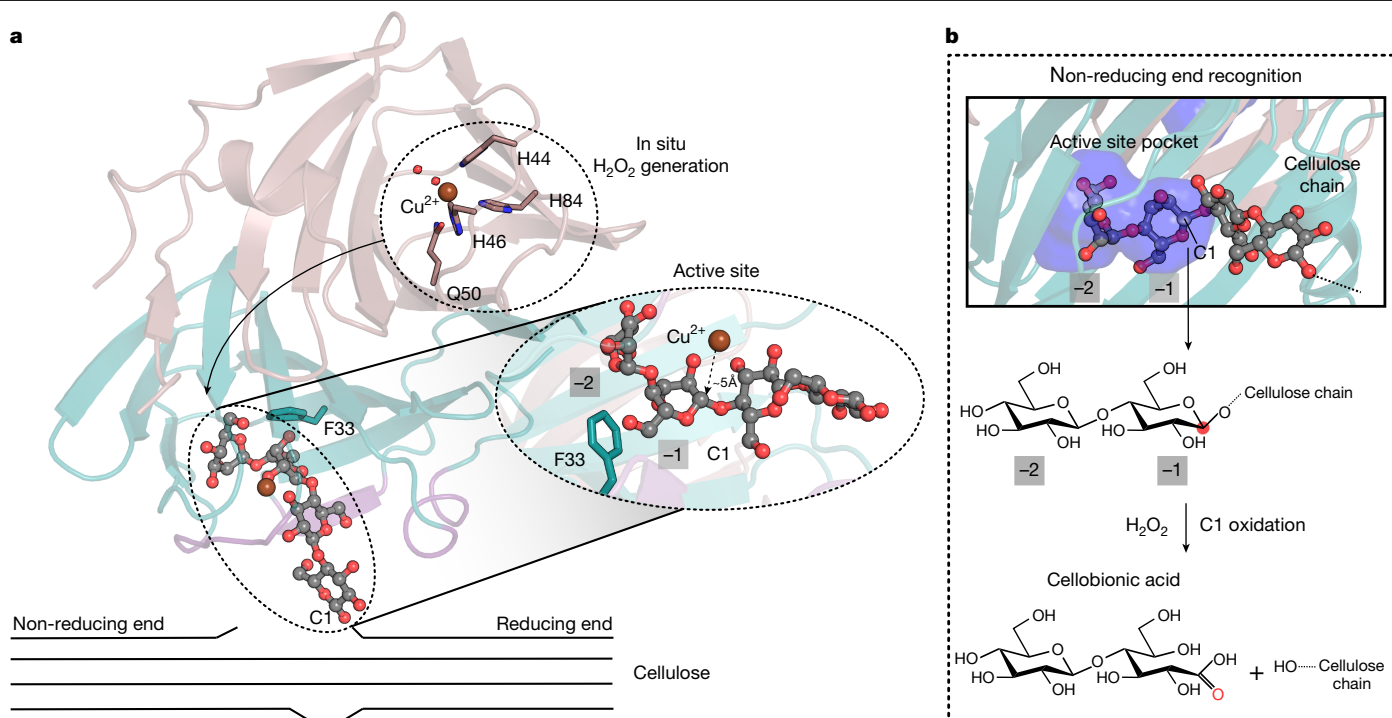 a
In situ
H2O2 generation
H44
H84
Cu2+
H46
Q50
Active site
Cu2+
~5Å
–2
–1
C1
F33
F33
C1
Non-reducing end
Reducing end
Cellulose
b
Non-reducing end recognition
Active site pocket
Cellulose
chain
C1
–2
–1
OH
OH
HO
O
O
O
O
Cellulose chain
HO
OH
HO
OH
–2
–1
H2O2
C1 oxidation
Cellobionic acid
OH
OH
HO
O
O
OH
OH
HO
OH
HO
OH
O
+
HO
Cellulose
chain